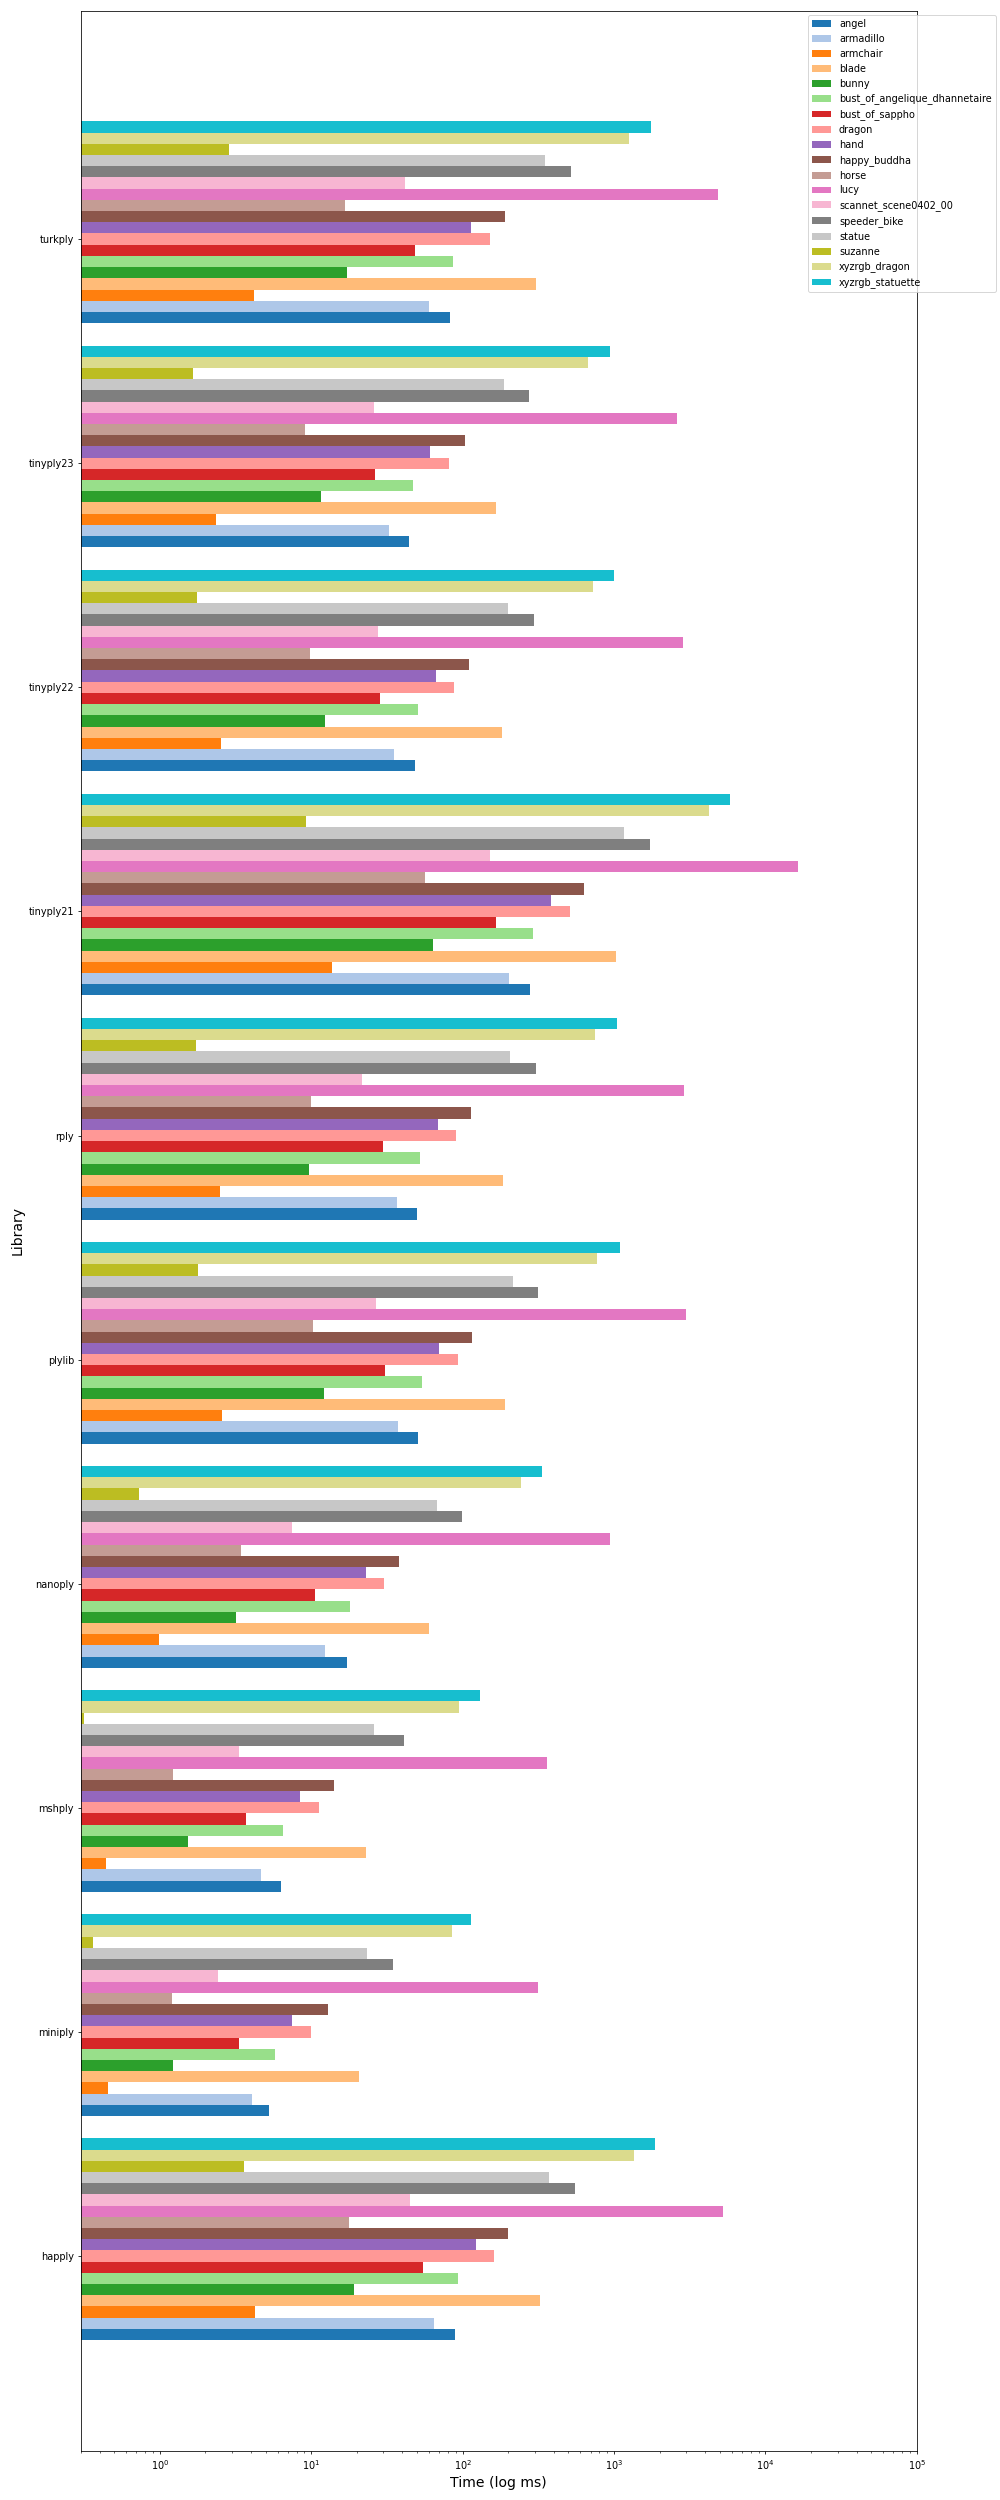 angel
armadillo
armchair
blade
bunny
bust_of_angelique_dhannetaire
bust_of_sappho
dragon
hand
happy_buddha
horse
lucy
scannet_scene0402_00
speeder_bike
statue
suzanne
xyzrgb_dragon
xyzrgb_statuette
turkply
tinyply23
tinyply22
tinyply21
rply
Library
plylib
nanoply
mshply
miniply
happly
10⁰ 10¹ 10² 10³ 10⁴ 10⁵
Time (log ms)